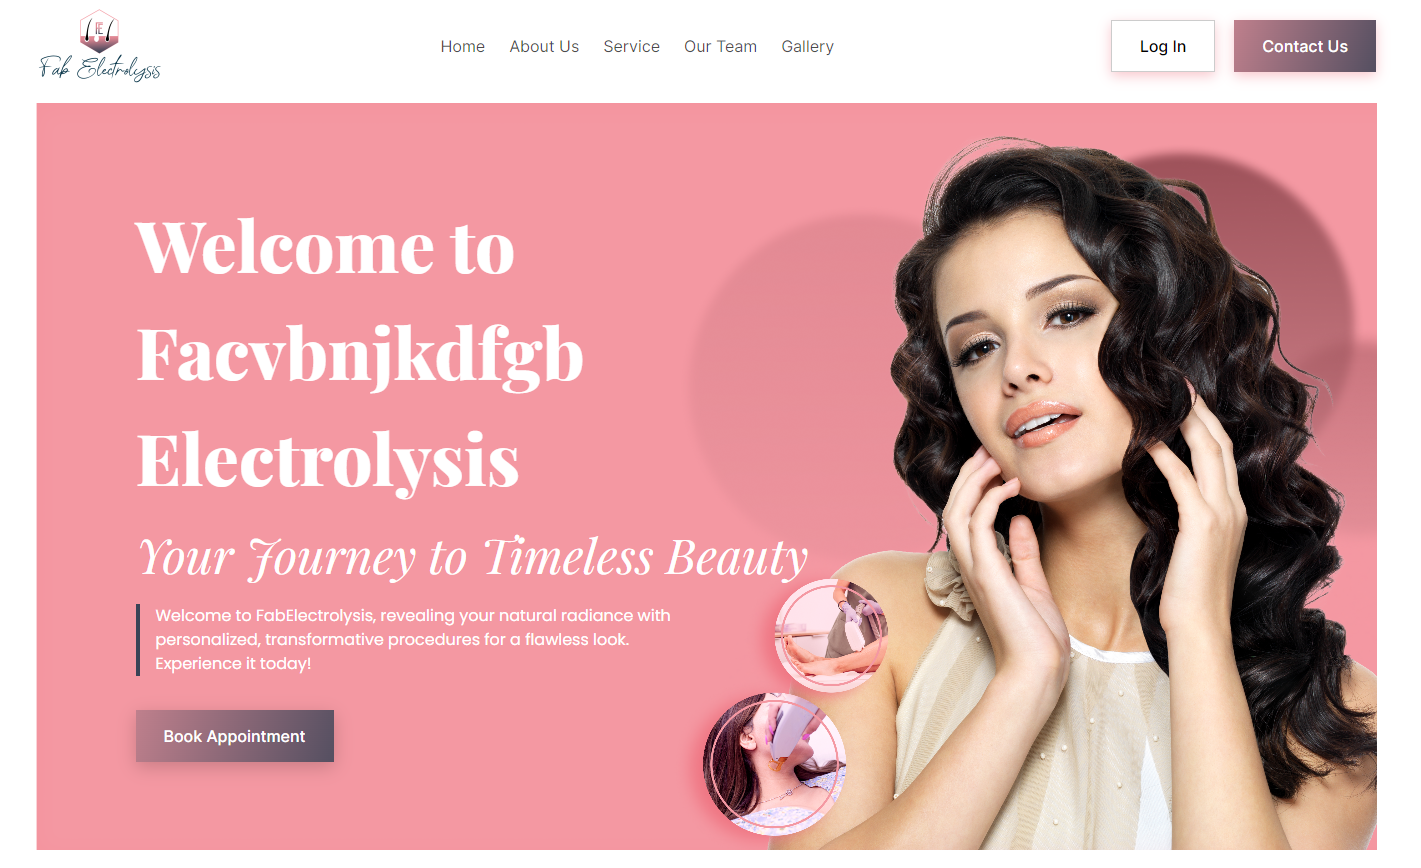 IEI
Fab Electrolysis
Home About Us Service Our Team Gallery
Log In
Contact Us
Welcome to
Facvbnjkdfgb
Electrolysis
Your Journey to Timeless Beauty
Welcome to FabElectrolysis, revealing your natural radiance with
personalized, transformative procedures for a flawless look.
Experience it today!
Book Appointment